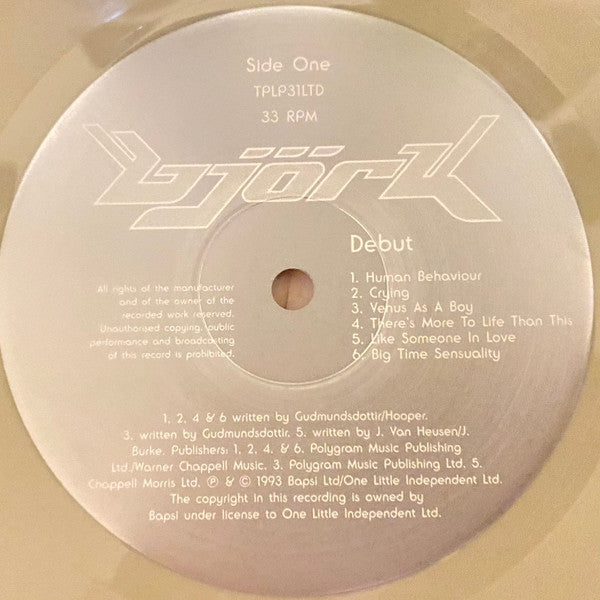 Side One
TPLP31LTD
33 RPM
björk
Debut
1. Human Behaviour
2. Crying
3. Venus As A Boy
4. There's More To Life Than This
5. Like Someone In Love
6. Big Time Sensuality
All rights of the manufacturer
and of the owner of the
recorded work reserved.
Unauthorised copying, public
performance and broadcasting
of this record is prohibited.
1, 2, 4 & 6 written by Gudmundsdottir/Hooper.
3. written by Gudmundsdottir. 5. written by J. Van Heusen/J.
Burke. Publishers: 1, 2, 4, & 6. Polygram Music Publishing
Ltd./Warner Chappell Music. 3. Polygram Music Publishing Ltd. 5.
Chappell Morris Ltd. ℗ & © 1993 Bapsi Ltd/One Little Independent Ltd.
The copyright in this recording is owned by
Bapsi under license to One Little Independent Ltd.